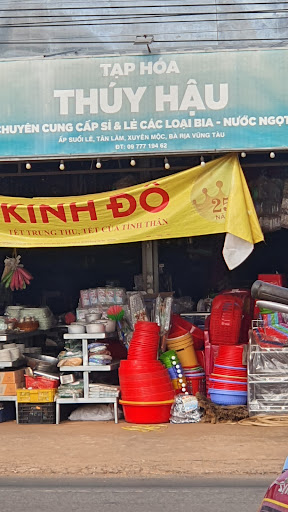 TẠP HÓA
THÚY HẬU
CHUYÊN CUNG CẤP SỈ & LẺ CÁC LOẠI BIA - NƯỚC NGỌT
ẤP SUỐI LÊ, TÂN LÂM, XUYÊN MỘC, BÀ RỊA VŨNG TÀU
ĐT: 09 777 194 62
KINH ĐÔ
25
TẾT TRUNG THU, TẾT CỦA TÌNH THÂN